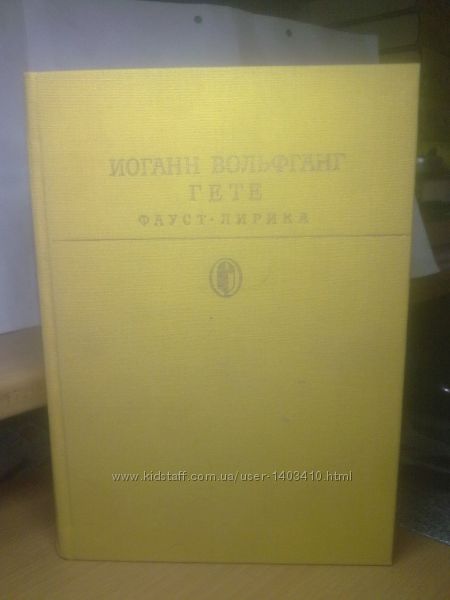 ИОГАНН ВОЛЬФГАНГ
ГЕТЕ
ФАУСТ·ЛИРИКА
www.kidstaff.com.ua/user-1403410.html